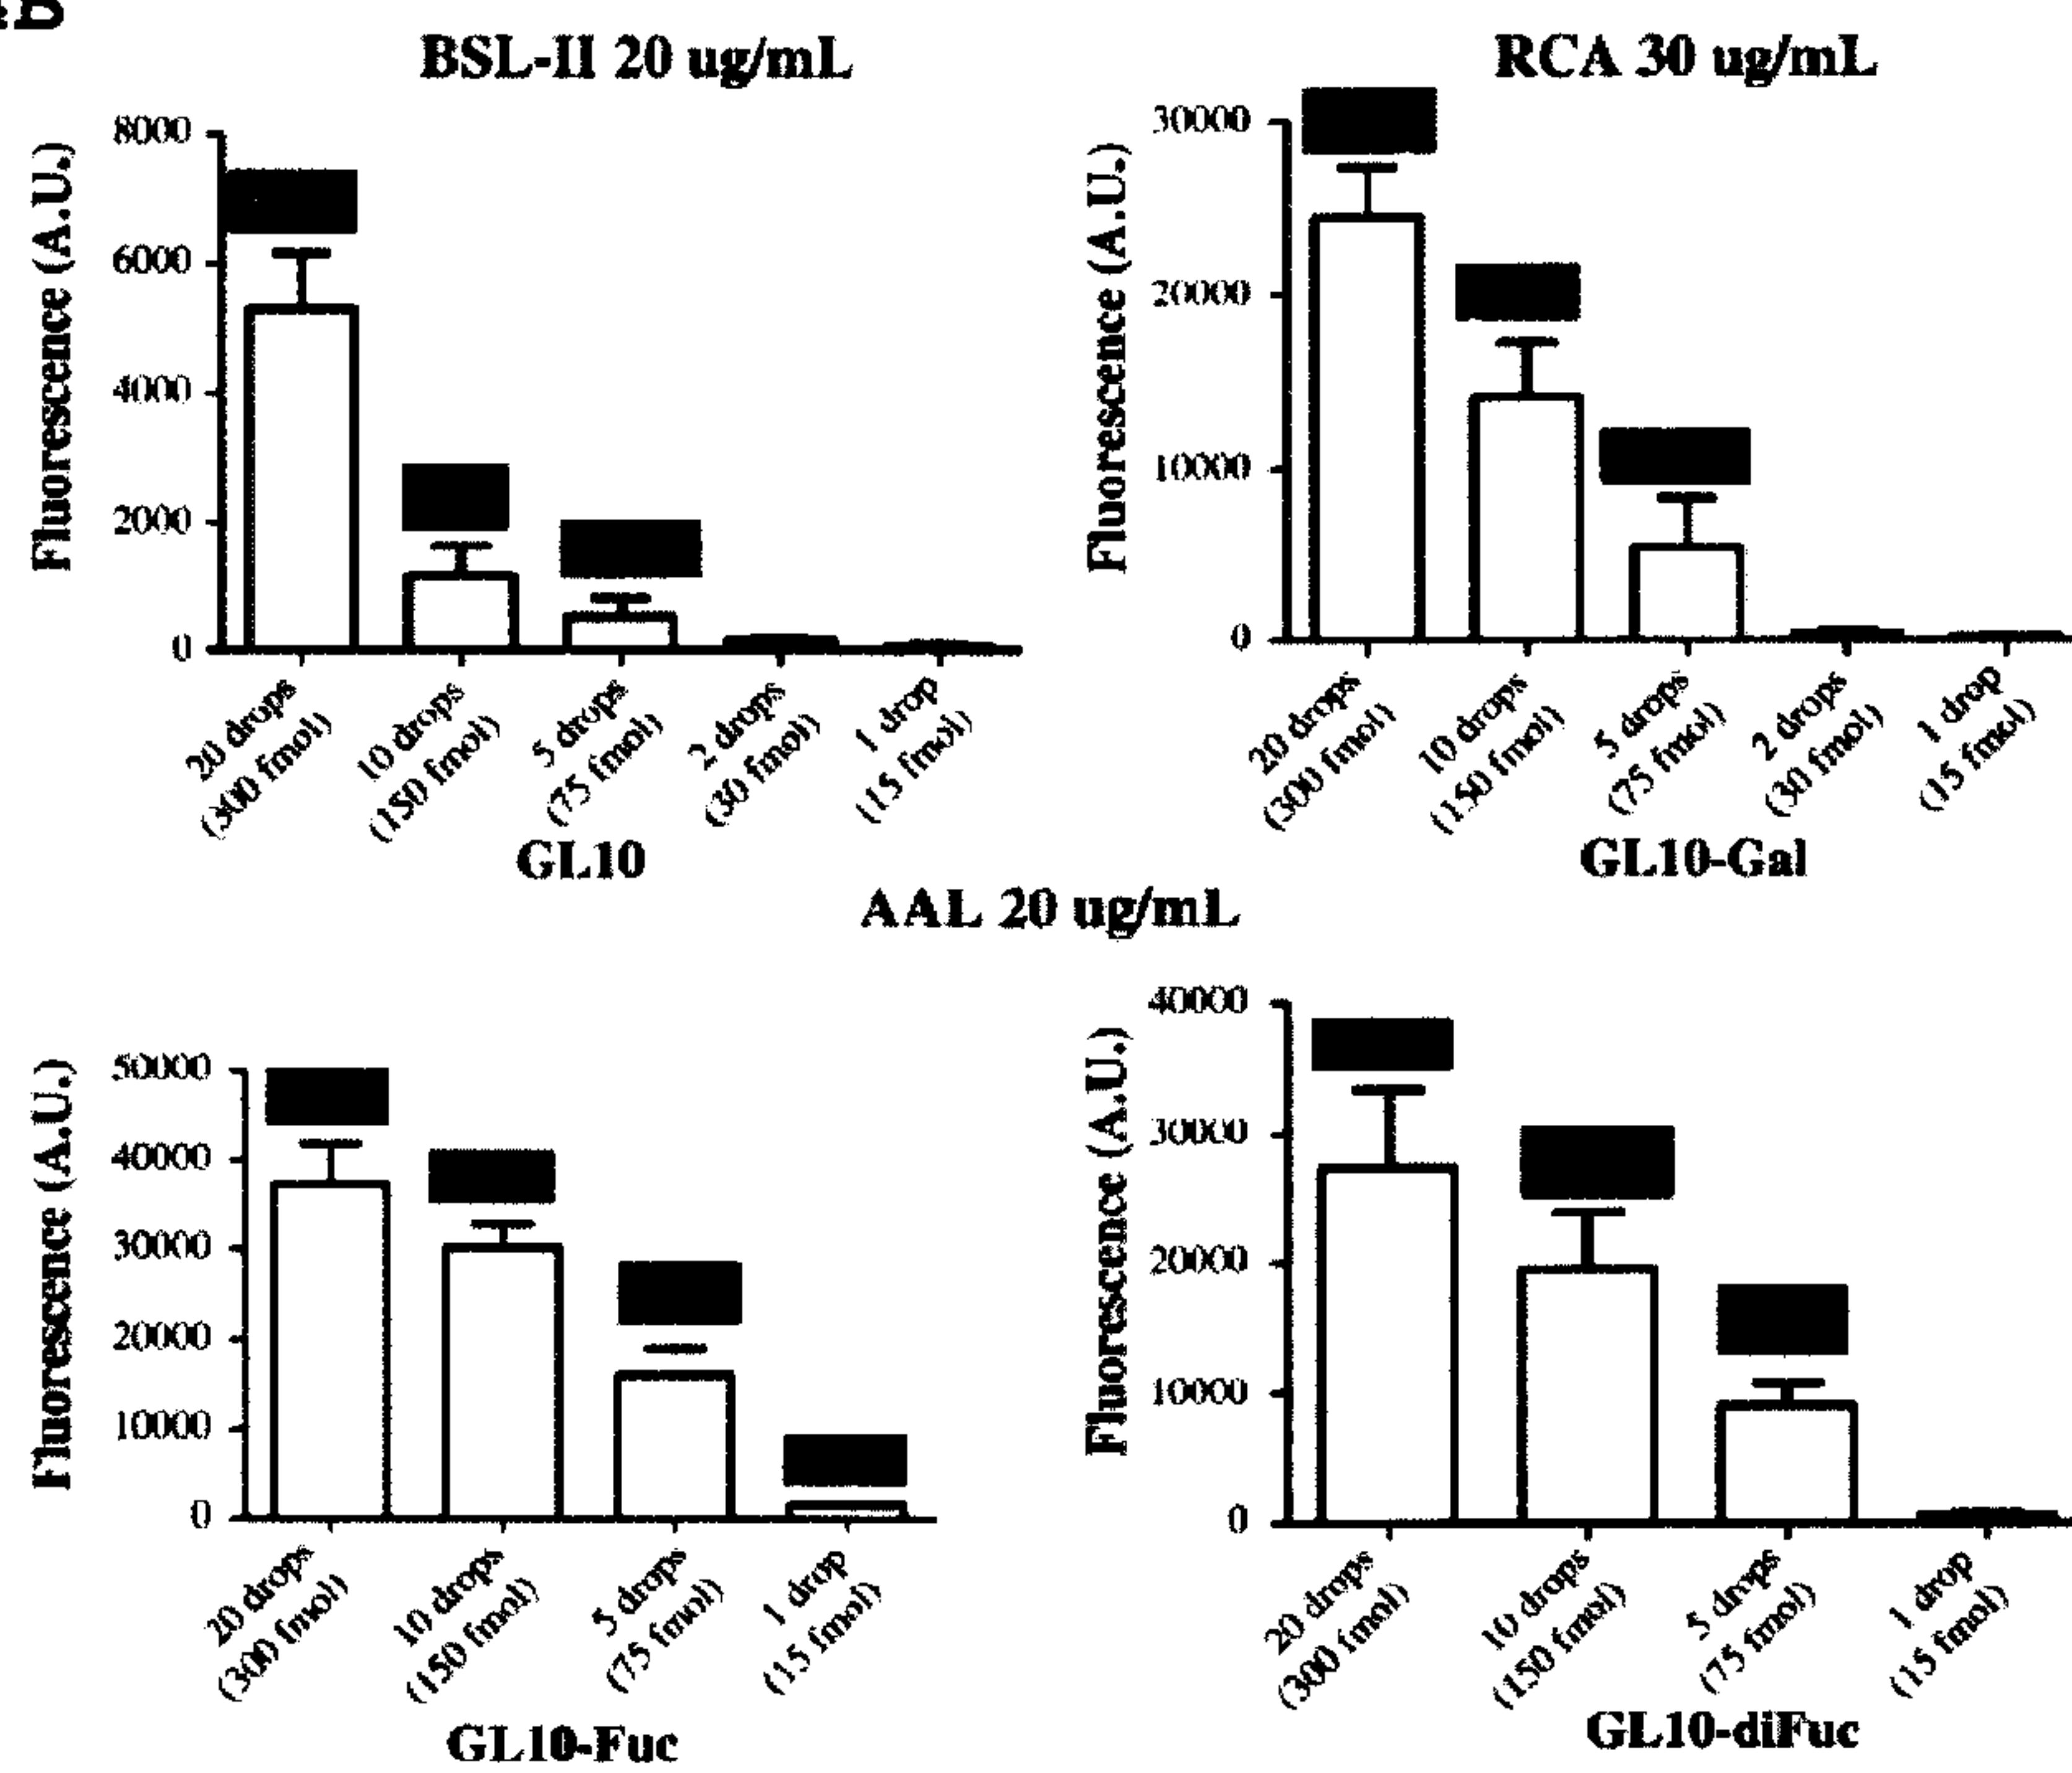 BSL-II 20 ug/mL
Fluorescence (A.U.)
8000
6000
4000
2000
0
20 drops
(300 fmol)
10 drops
(150 fmol)
5 drops
(75 fmol)
2 drops
(30 fmol)
1 drop
(15 fmol)
GL10
RCA 30 ug/mL
Fluorescence (A.U.)
30000
20000
10000
0
20 drops
(300 fmol)
10 drops
(150 fmol)
5 drops
(75 fmol)
2 drops
(30 fmol)
1 drop
(15 fmol)
GL10-Gal
AAL 20 ug/mL
Fluorescence (A.U.)
50000
40000
30000
20000
10000
0
20 drops
(300 fmol)
10 drops
(150 fmol)
5 drops
(75 fmol)
1 drop
(15 fmol)
GL10-Fuc
Fluorescence (A.U.)
40000
30000
20000
10000
0
20 drops
(300 fmol)
10 drops
(150 fmol)
5 drops
(75 fmol)
1 drop
(15 fmol)
GL10-diFuc